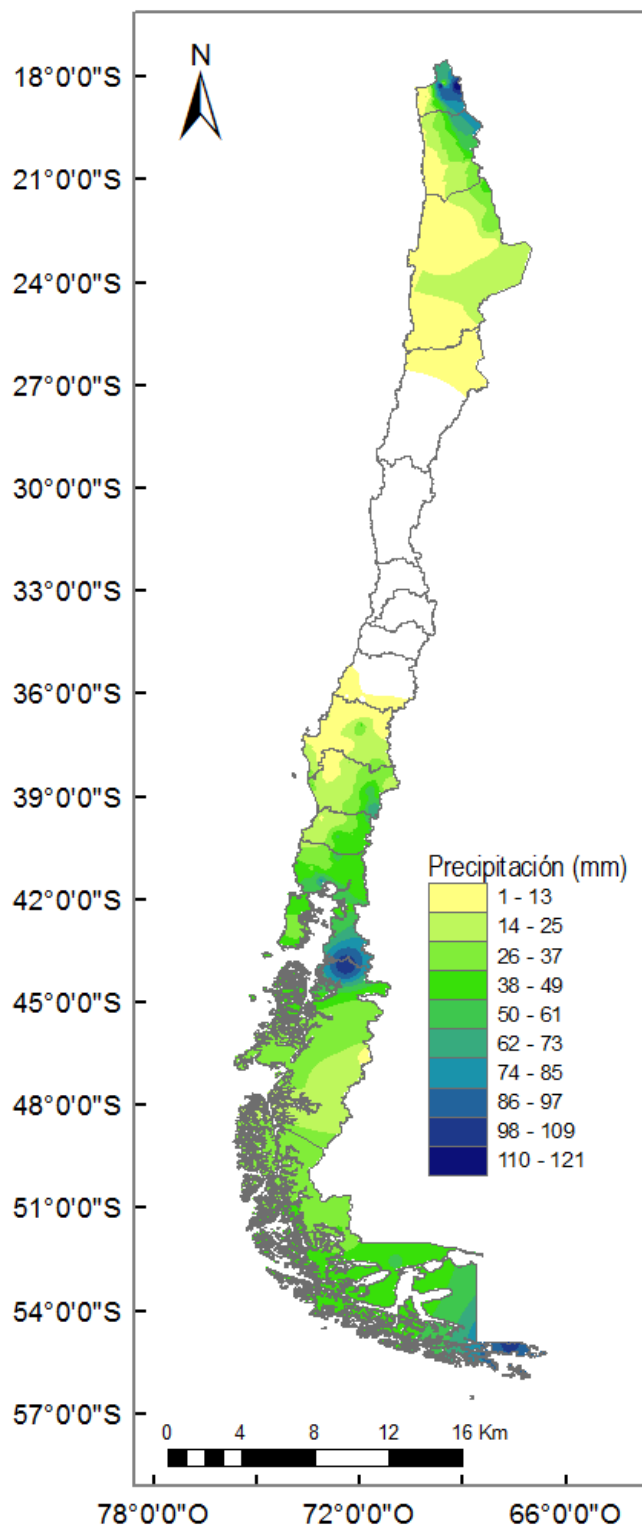 N
18°0'0"S
21°0'0"S
24°0'0"S
27°0'0"S
30°0'0"S
33°0'0"S
36°0'0"S
39°0'0"S
42°0'0"S
45°0'0"S
48°0'0"S
51°0'0"S
54°0'0"S
57°0'0"S
Precipitación (mm)
1 - 13
14 - 25
26 - 37
38 - 49
50 - 61
62 - 73
74 - 85
86 - 97
98 - 109
110 - 121
0 4 8 12 16 Km
78°0'0"O 72°0'0"O 66°0'0"O